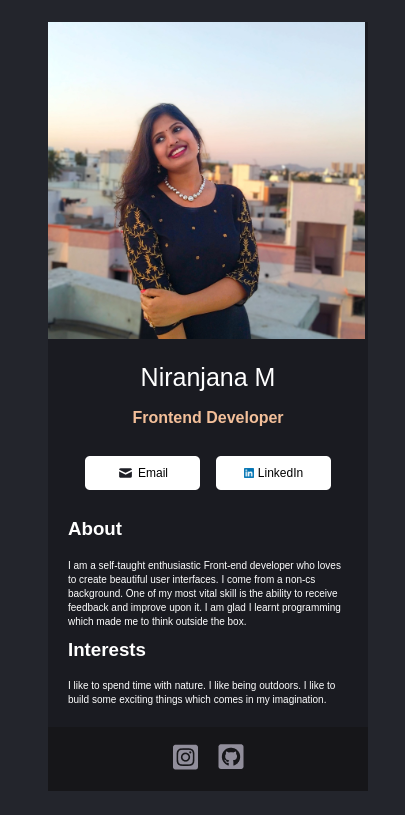 Niranjana M
Frontend Developer
Email
LinkedIn
About
I am a self-taught enthusiastic Front-end developer who loves
to create beautiful user interfaces. I come from a non-cs
background. One of my most vital skill is the ability to receive
feedback and improve upon it. I am glad I learnt programming
which made me to think outside the box.
Interests
I like to spend time with nature. I like being outdoors. I like to
build some exciting things which comes in my imagination.